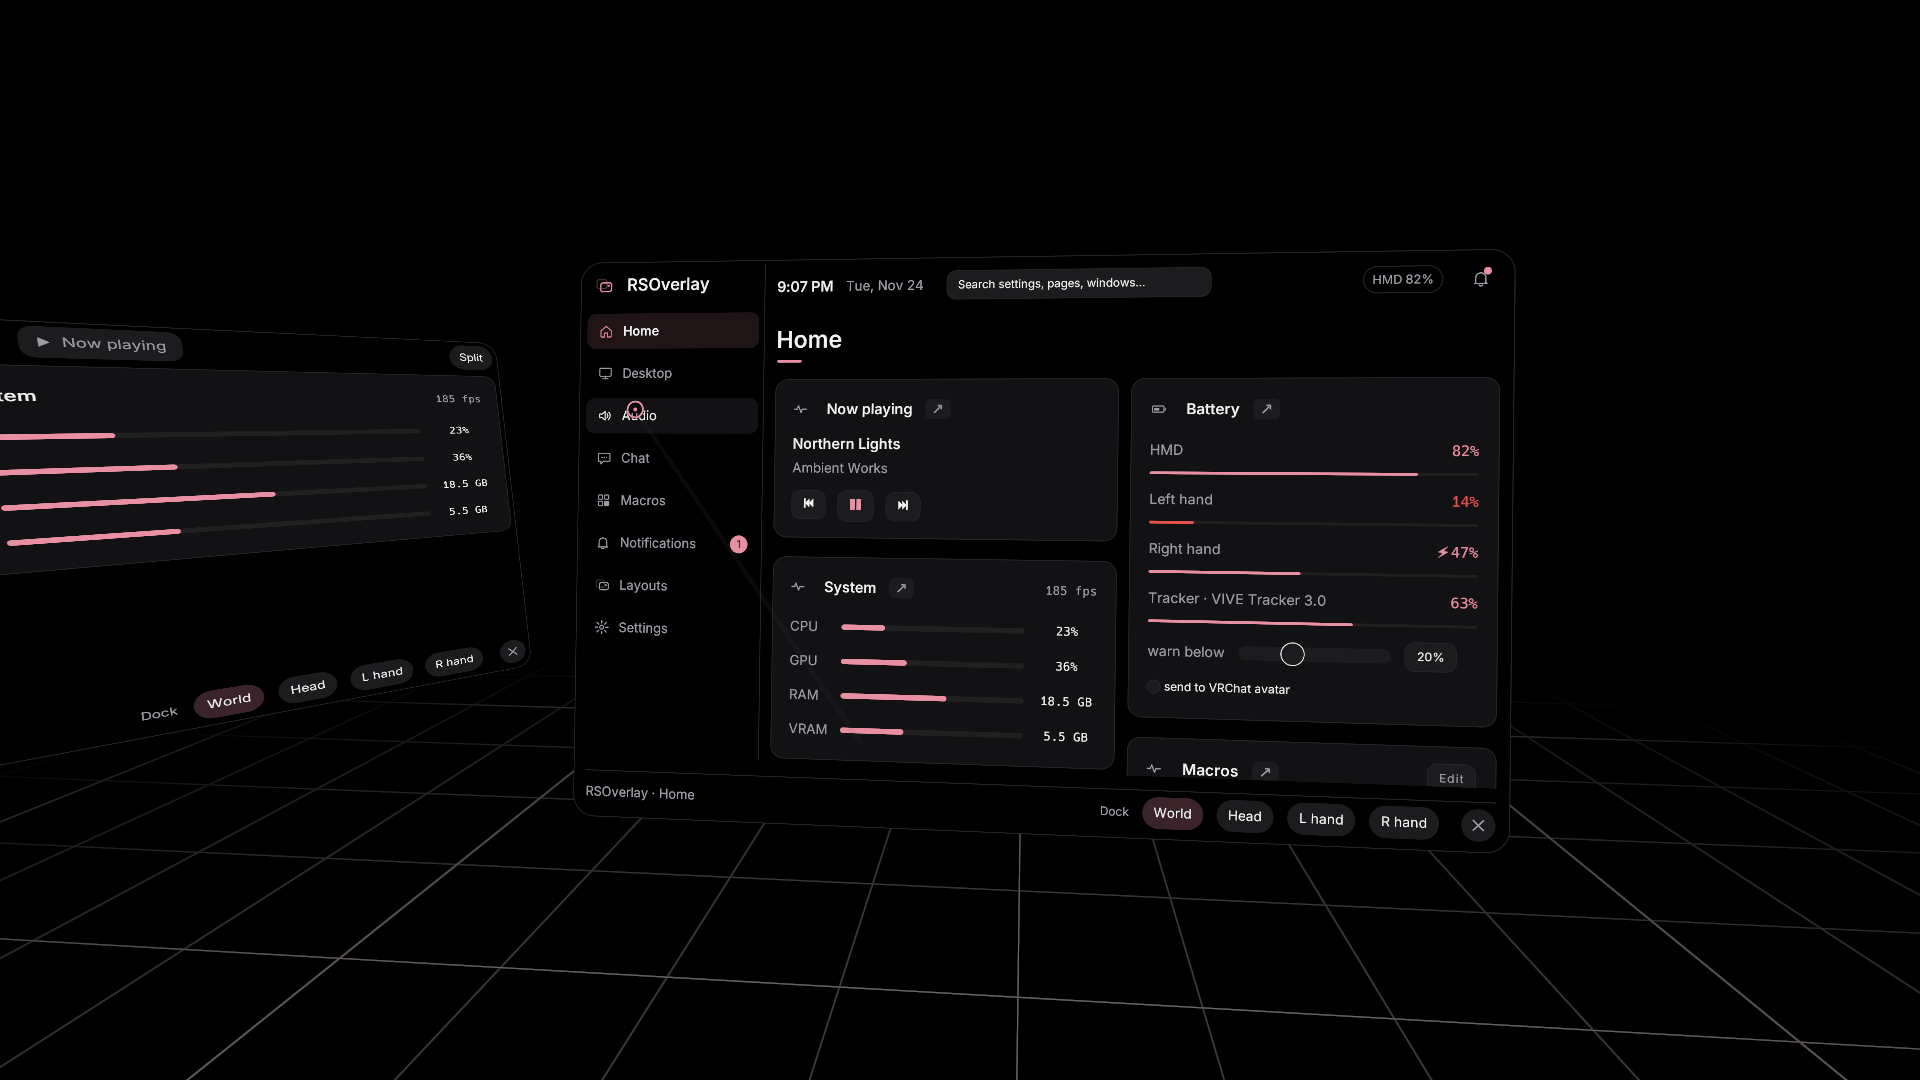 Now playing
Split
tem
185 fps
23%
36%
18.5 GB
5.5 GB
Dock
World
Head
L hand
R hand
RSOverlay
Home
Desktop
Audio
Chat
Macros
Notifications
1
Layouts
Settings
9:07 PM
Tue, Nov 24
Search settings, pages, windows...
HMD 82%
Home
Now playing
Northern Lights
Ambient Works
System
185 fps
CPU
23%
GPU
36%
RAM
18.5 GB
VRAM
5.5 GB
Battery
HMD
82%
Left hand
14%
Right hand
47%
Tracker · VIVE Tracker 3.0
63%
warn below
20%
send to VRChat avatar
Macros
Edit
RSOverlay · Home
Dock
World
Head
L hand
R hand